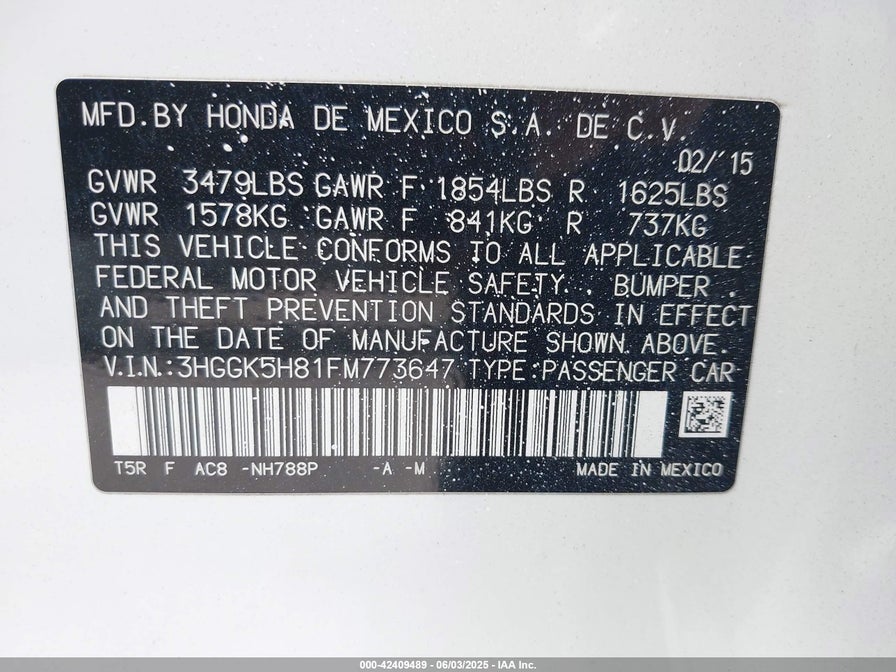 MFD.BY HONDA DE MEXICO S.A. DE C.V.
02/'15
GVWR 3479LBS GAWR F 1854LBS R 1625LBS
GVWR 1578KG GAWR F 841KG R 737KG
THIS VEHICLE CONFORMS TO ALL APPLICABLE
FEDERAL MOTOR VEHICLE SAFETY, BUMPER,
AND THEFT PREVENTION STANDARDS IN EFFECT
ON THE DATE OF MANUFACTURE SHOWN ABOVE.
V.I.N.:3HGGK5H81FM773647 TYPE:PASSENGER CAR
T5R F AC8 -NH788P -A -M MADE IN MEXICO
000-42409489 | 06/03/2025 - IAA Inc.